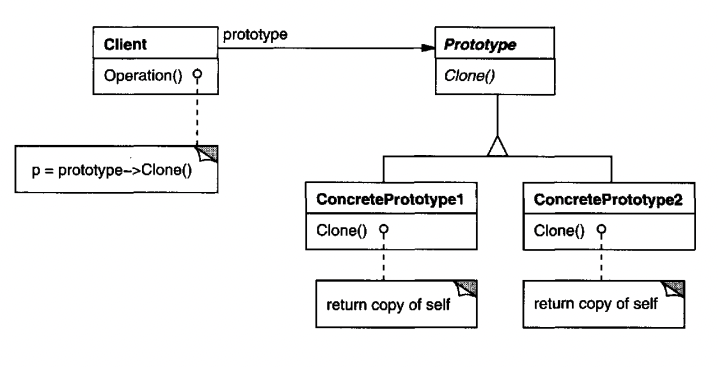 Client
prototype
Prototype
Operation()
Clone()
p = prototype->Clone()
ConcretePrototype1
ConcretePrototype2
Clone()
Clone()
return copy of self
return copy of self